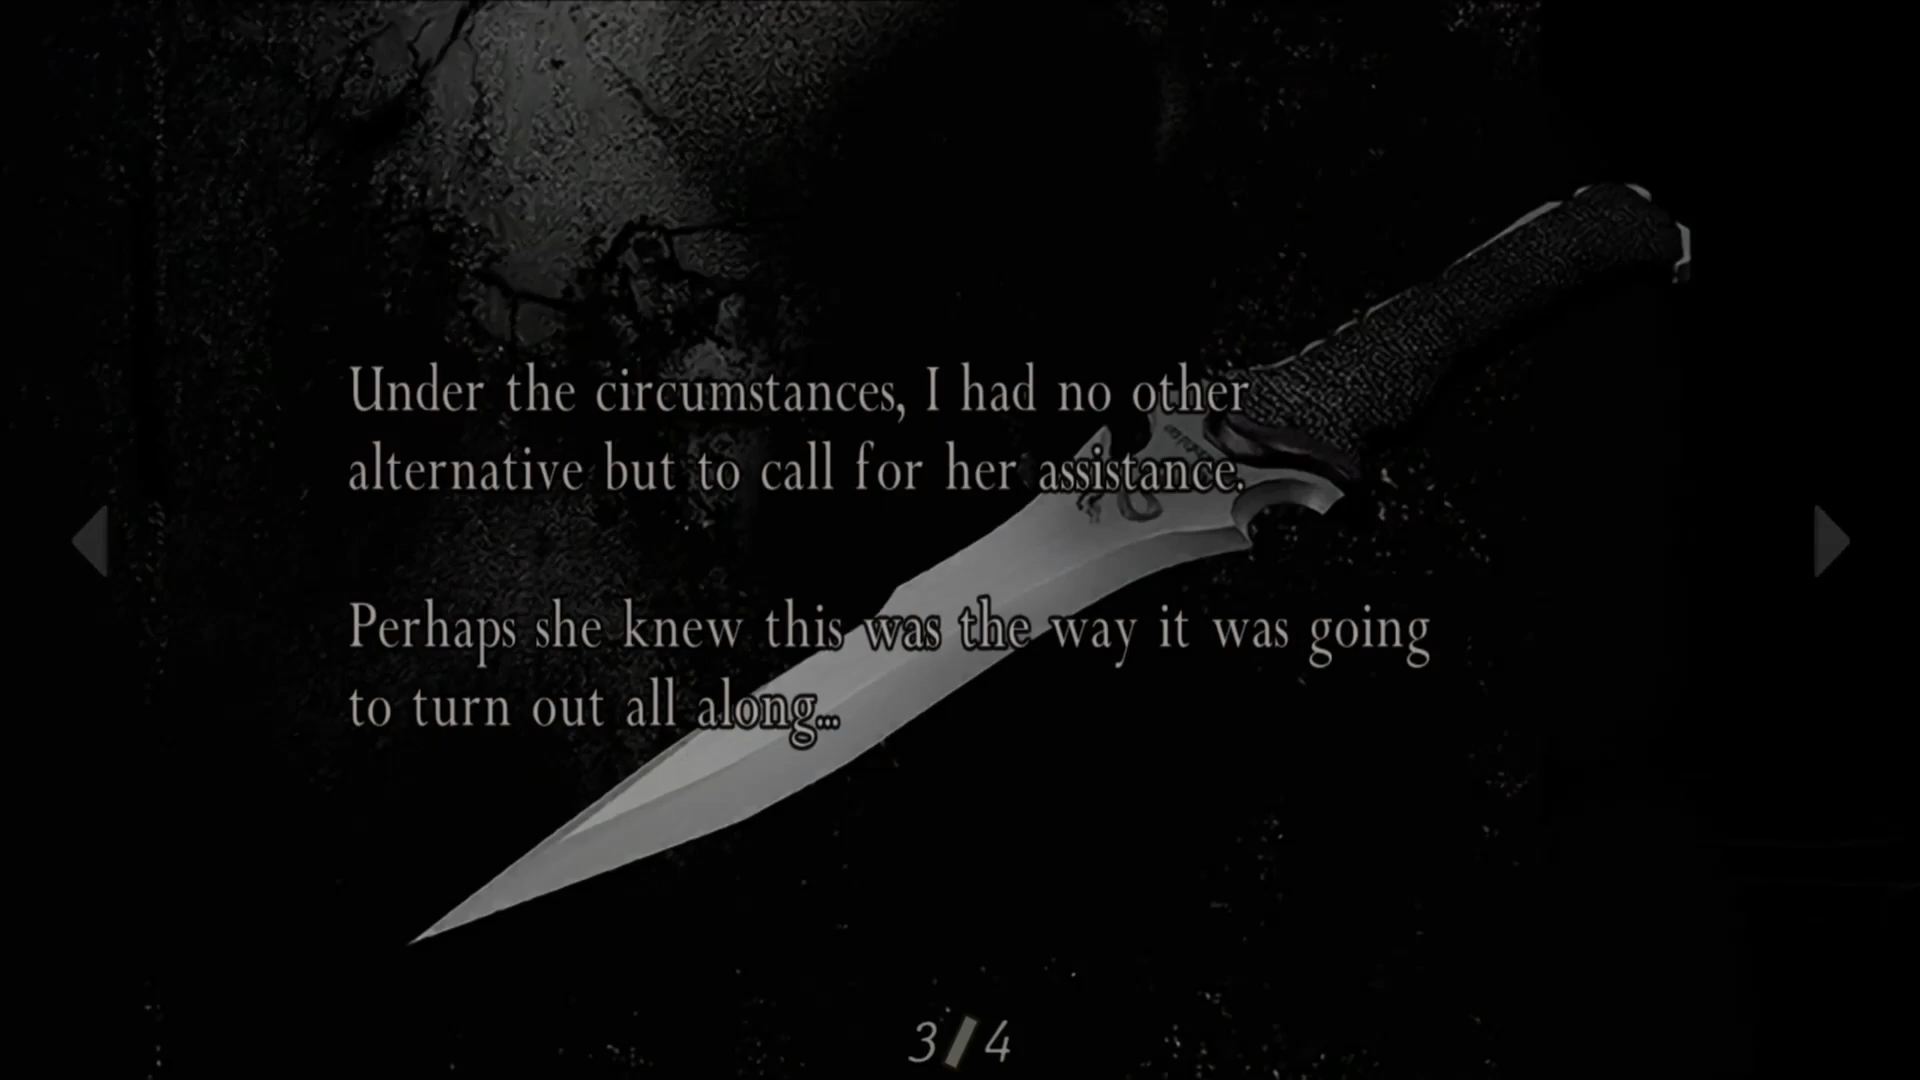 Under the circumstances, I had no other
alternative but to call for her assistance.
Perhaps she knew this was the way it was going
to turn out all along...
3/4